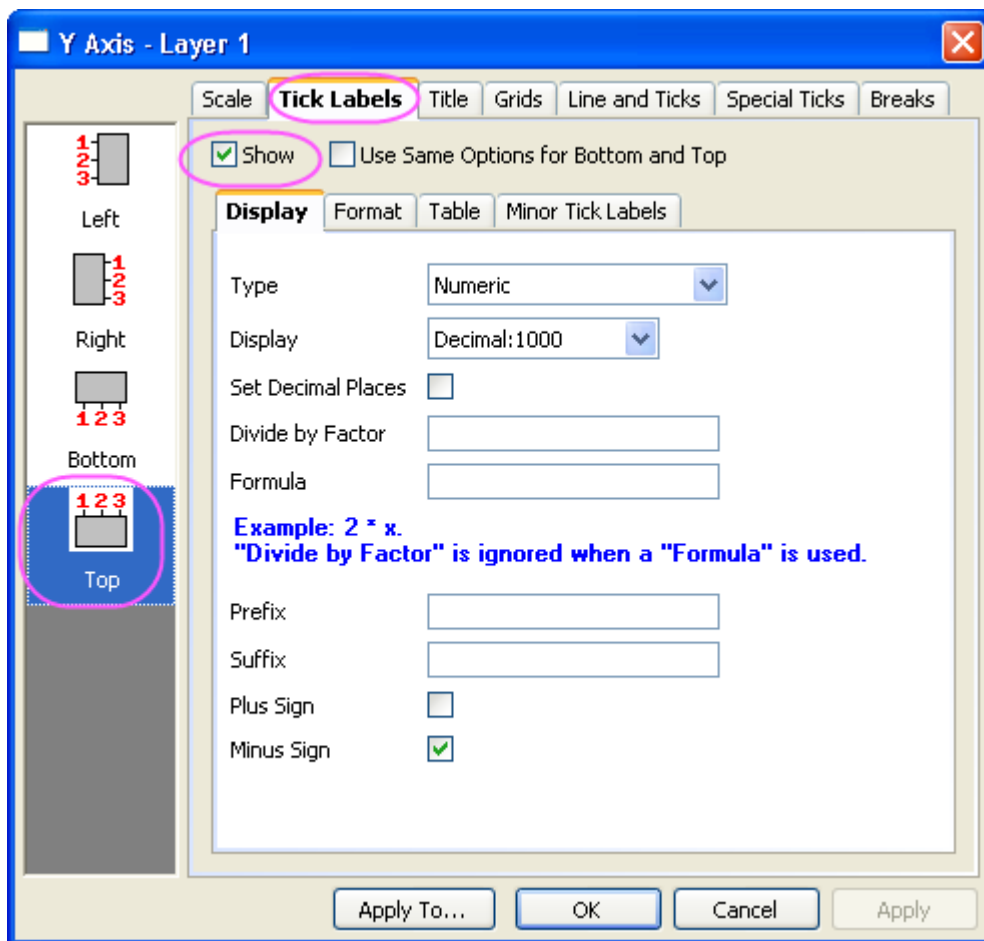 Y Axis - Layer 1
Scale Tick Labels Title Grids Line and Ticks Special Ticks Breaks
Show Use Same Options for Bottom and Top
1
2
3
Left
1
2
3
Right
1 2 3
Bottom
1 2 3
Top
Display Format Table Minor Tick Labels
Type Numeric
Display Decimal:1000
Set Decimal Places
Divide by Factor
Formula
Example: 2 * x.
"Divide by Factor" is ignored when a "Formula" is used.
Prefix
Suffix
Plus Sign
Minus Sign
Apply To... OK Cancel Apply